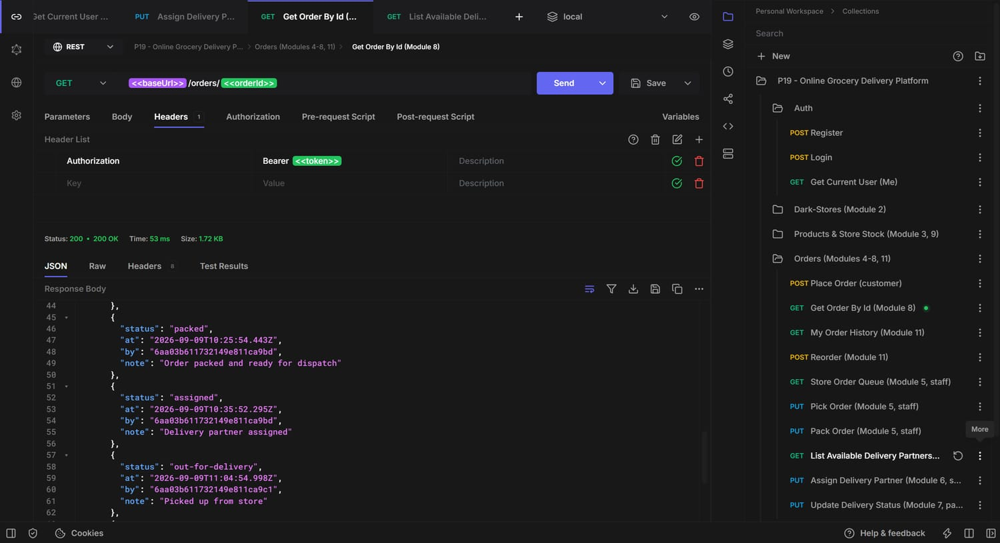 Get Current User ...
PUT Assign Delivery P...
GET Get Order By Id (...
GET List Available Deli...
local
REST
P19 - Online Grocery Delivery P... > Orders (Modules 4-8, 11) > Get Order By Id (Module 8)
GET
<<baseUrl>>/orders/<<orderId>>
Send
Save
Parameters Body Headers 1 Authorization Pre-request Script Post-request Script Variables
Header List
Authorization Bearer <<token>> Description
Key Value Description
Status: 200 • 200 OK Time: 53 ms Size: 1.72 KB
JSON Raw Headers 8 Test Results
Response Body
44 },
45 {
46 "status": "packed",
47 "at": "2026-09-09T10:25:54.443Z",
48 "by": "6aa03b611732149e811ca9bd",
49 "note": "Order packed and ready for dispatch"
50 },
51 {
52 "status": "assigned",
53 "at": "2026-09-09T10:35:52.295Z",
54 "by": "6aa03b611732149e811ca9bd",
55 "note": "Delivery partner assigned"
56 },
57 {
58 "status": "out-for-delivery",
59 "at": "2026-09-09T11:04:54.998Z",
60 "by": "6aa03b611732149e811ca9c1",
61 "note": "Picked up from store"
62 },
Cookies
Personal Workspace > Collections
Search
New
P19 - Online Grocery Delivery Platform
Auth
POST Register
POST Login
GET Get Current User (Me)
Dark-Stores (Module 2)
Products & Store Stock (Module 3, 9)
Orders (Modules 4-8, 11)
POST Place Order (customer)
GET Get Order By Id (Module 8)
GET My Order History (Module 11)
POST Reorder (Module 11)
GET Store Order Queue (Module 5, staff)
PUT Pick Order (Module 5, staff)
PUT Pack Order (Module 5, staff)
More
GET List Available Delivery Partners...
PUT Assign Delivery Partner (Module 6, s...
PUT Update Delivery Status (Module 7, pa...
Help & feedback